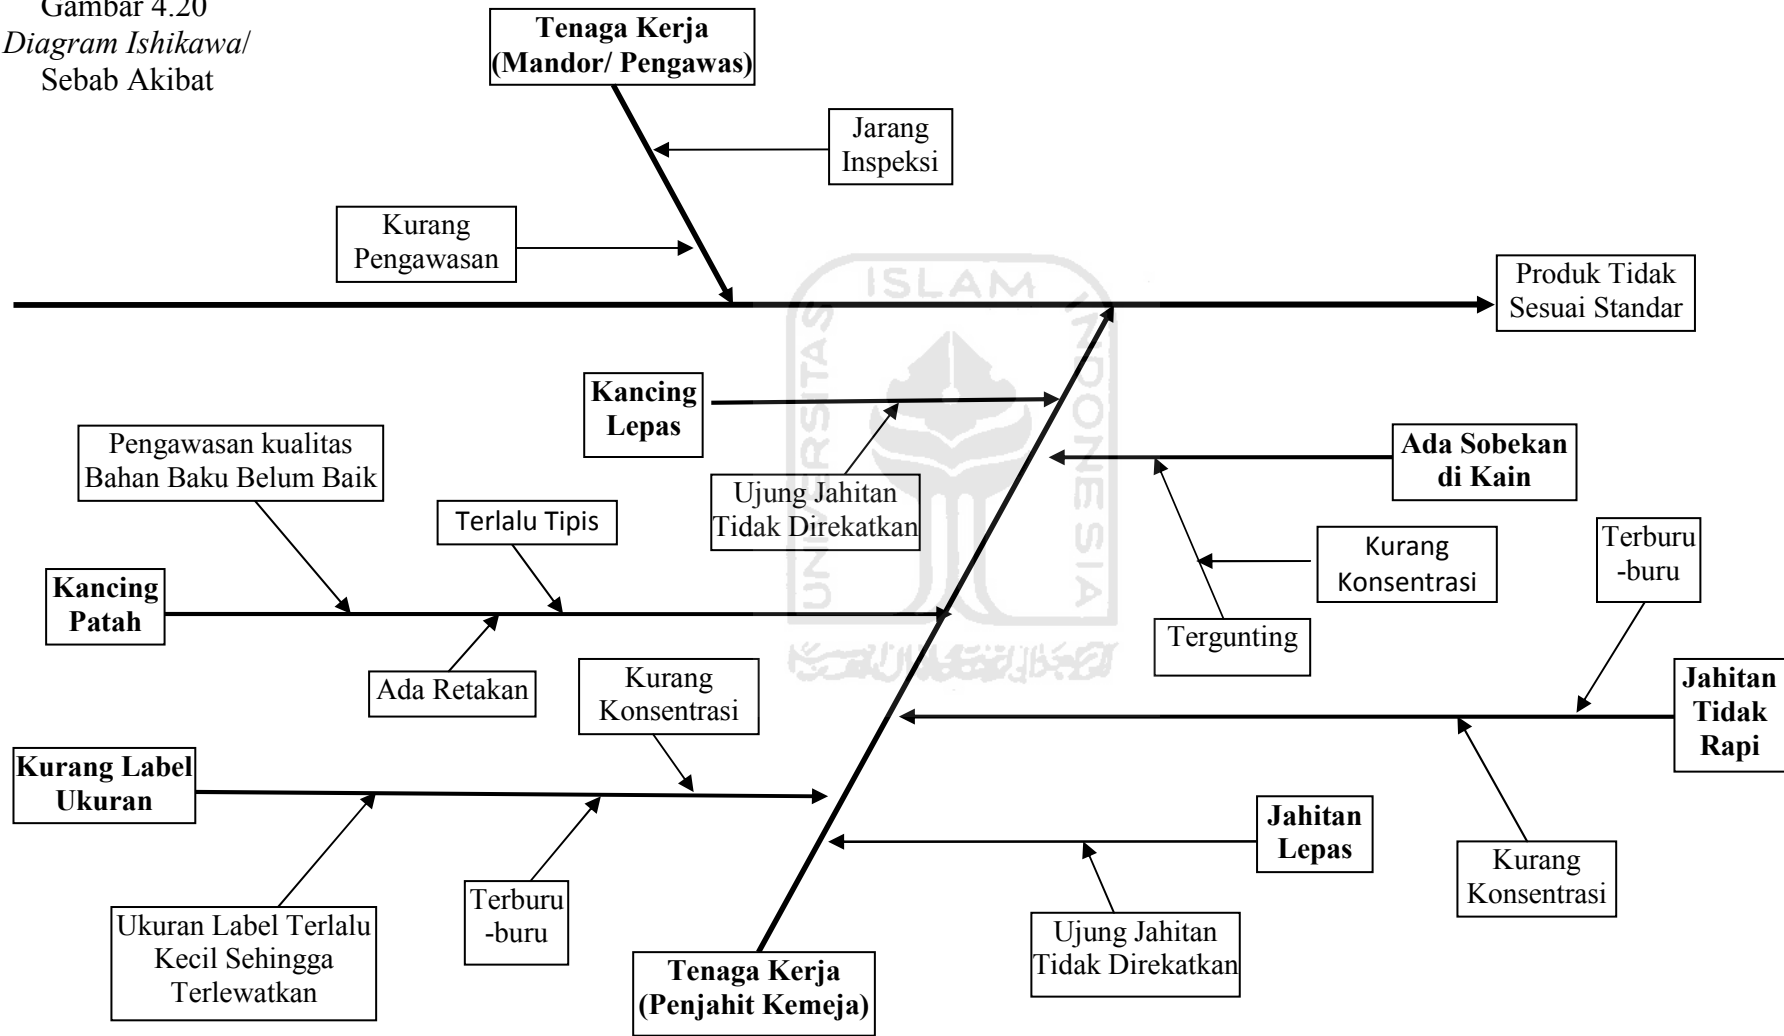 Gambar 4.20
Diagram Ishikawa/
Sebab Akibat
Tenaga Kerja
(Mandor/ Pengawas)
Jarang
Inspeksi
Kurang
Pengawasan
Produk Tidak
Sesuai Standar
Kancing
Lepas
Ujung Jahitan
Tidak Direkatkan
Ada Sobekan
di Kain
Kurang
Konsentrasi
Tergunting
Pengawasan kualitas
Bahan Baku Belum Baik
Terlalu Tipis
Kancing
Patah
Ada Retakan
Terburu
-buru
Jahitan
Tidak
Rapi
Kurang
Konsentrasi
Kurang
Konsentrasi
Kurang Label
Ukuran
Ukuran Label Terlalu
Kecil Sehingga
Terlewatkan
Terburu
-buru
Jahitan
Lepas
Ujung Jahitan
Tidak Direkatkan
Tenaga Kerja
(Penjahit Kemeja)
UNIVERSITAS
ISLAM
INDONESIA